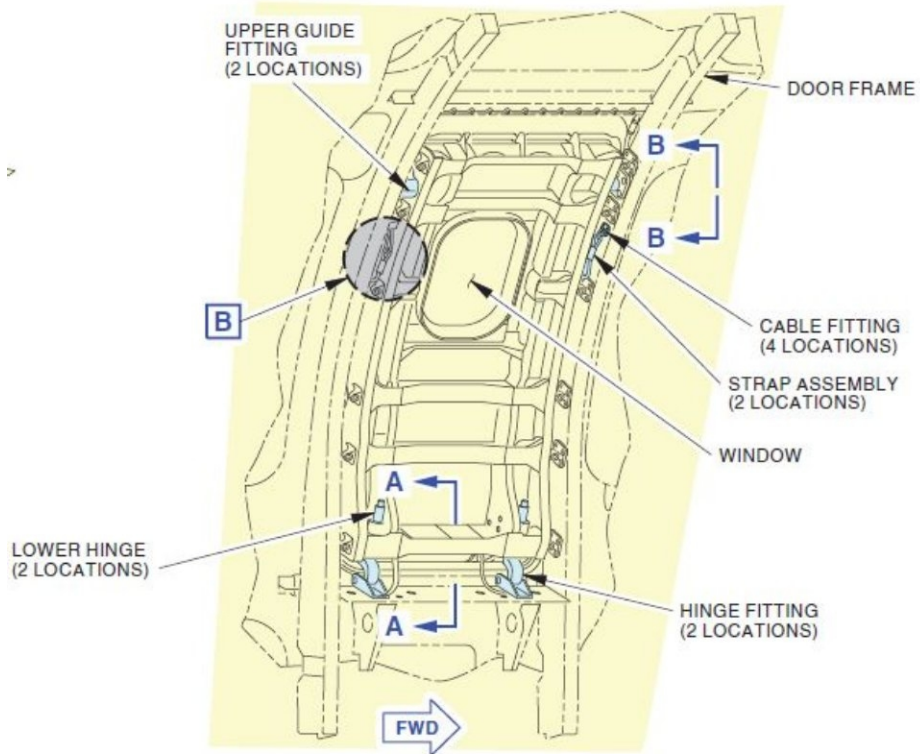 UPPER GUIDE
FITTING
(2 LOCATIONS)
DOOR FRAME
B
B
B
CABLE FITTING
(4 LOCATIONS)
STRAP ASSEMBLY
(2 LOCATIONS)
WINDOW
A
LOWER HINGE
(2 LOCATIONS)
HINGE FITTING
(2 LOCATIONS)
A
FWD